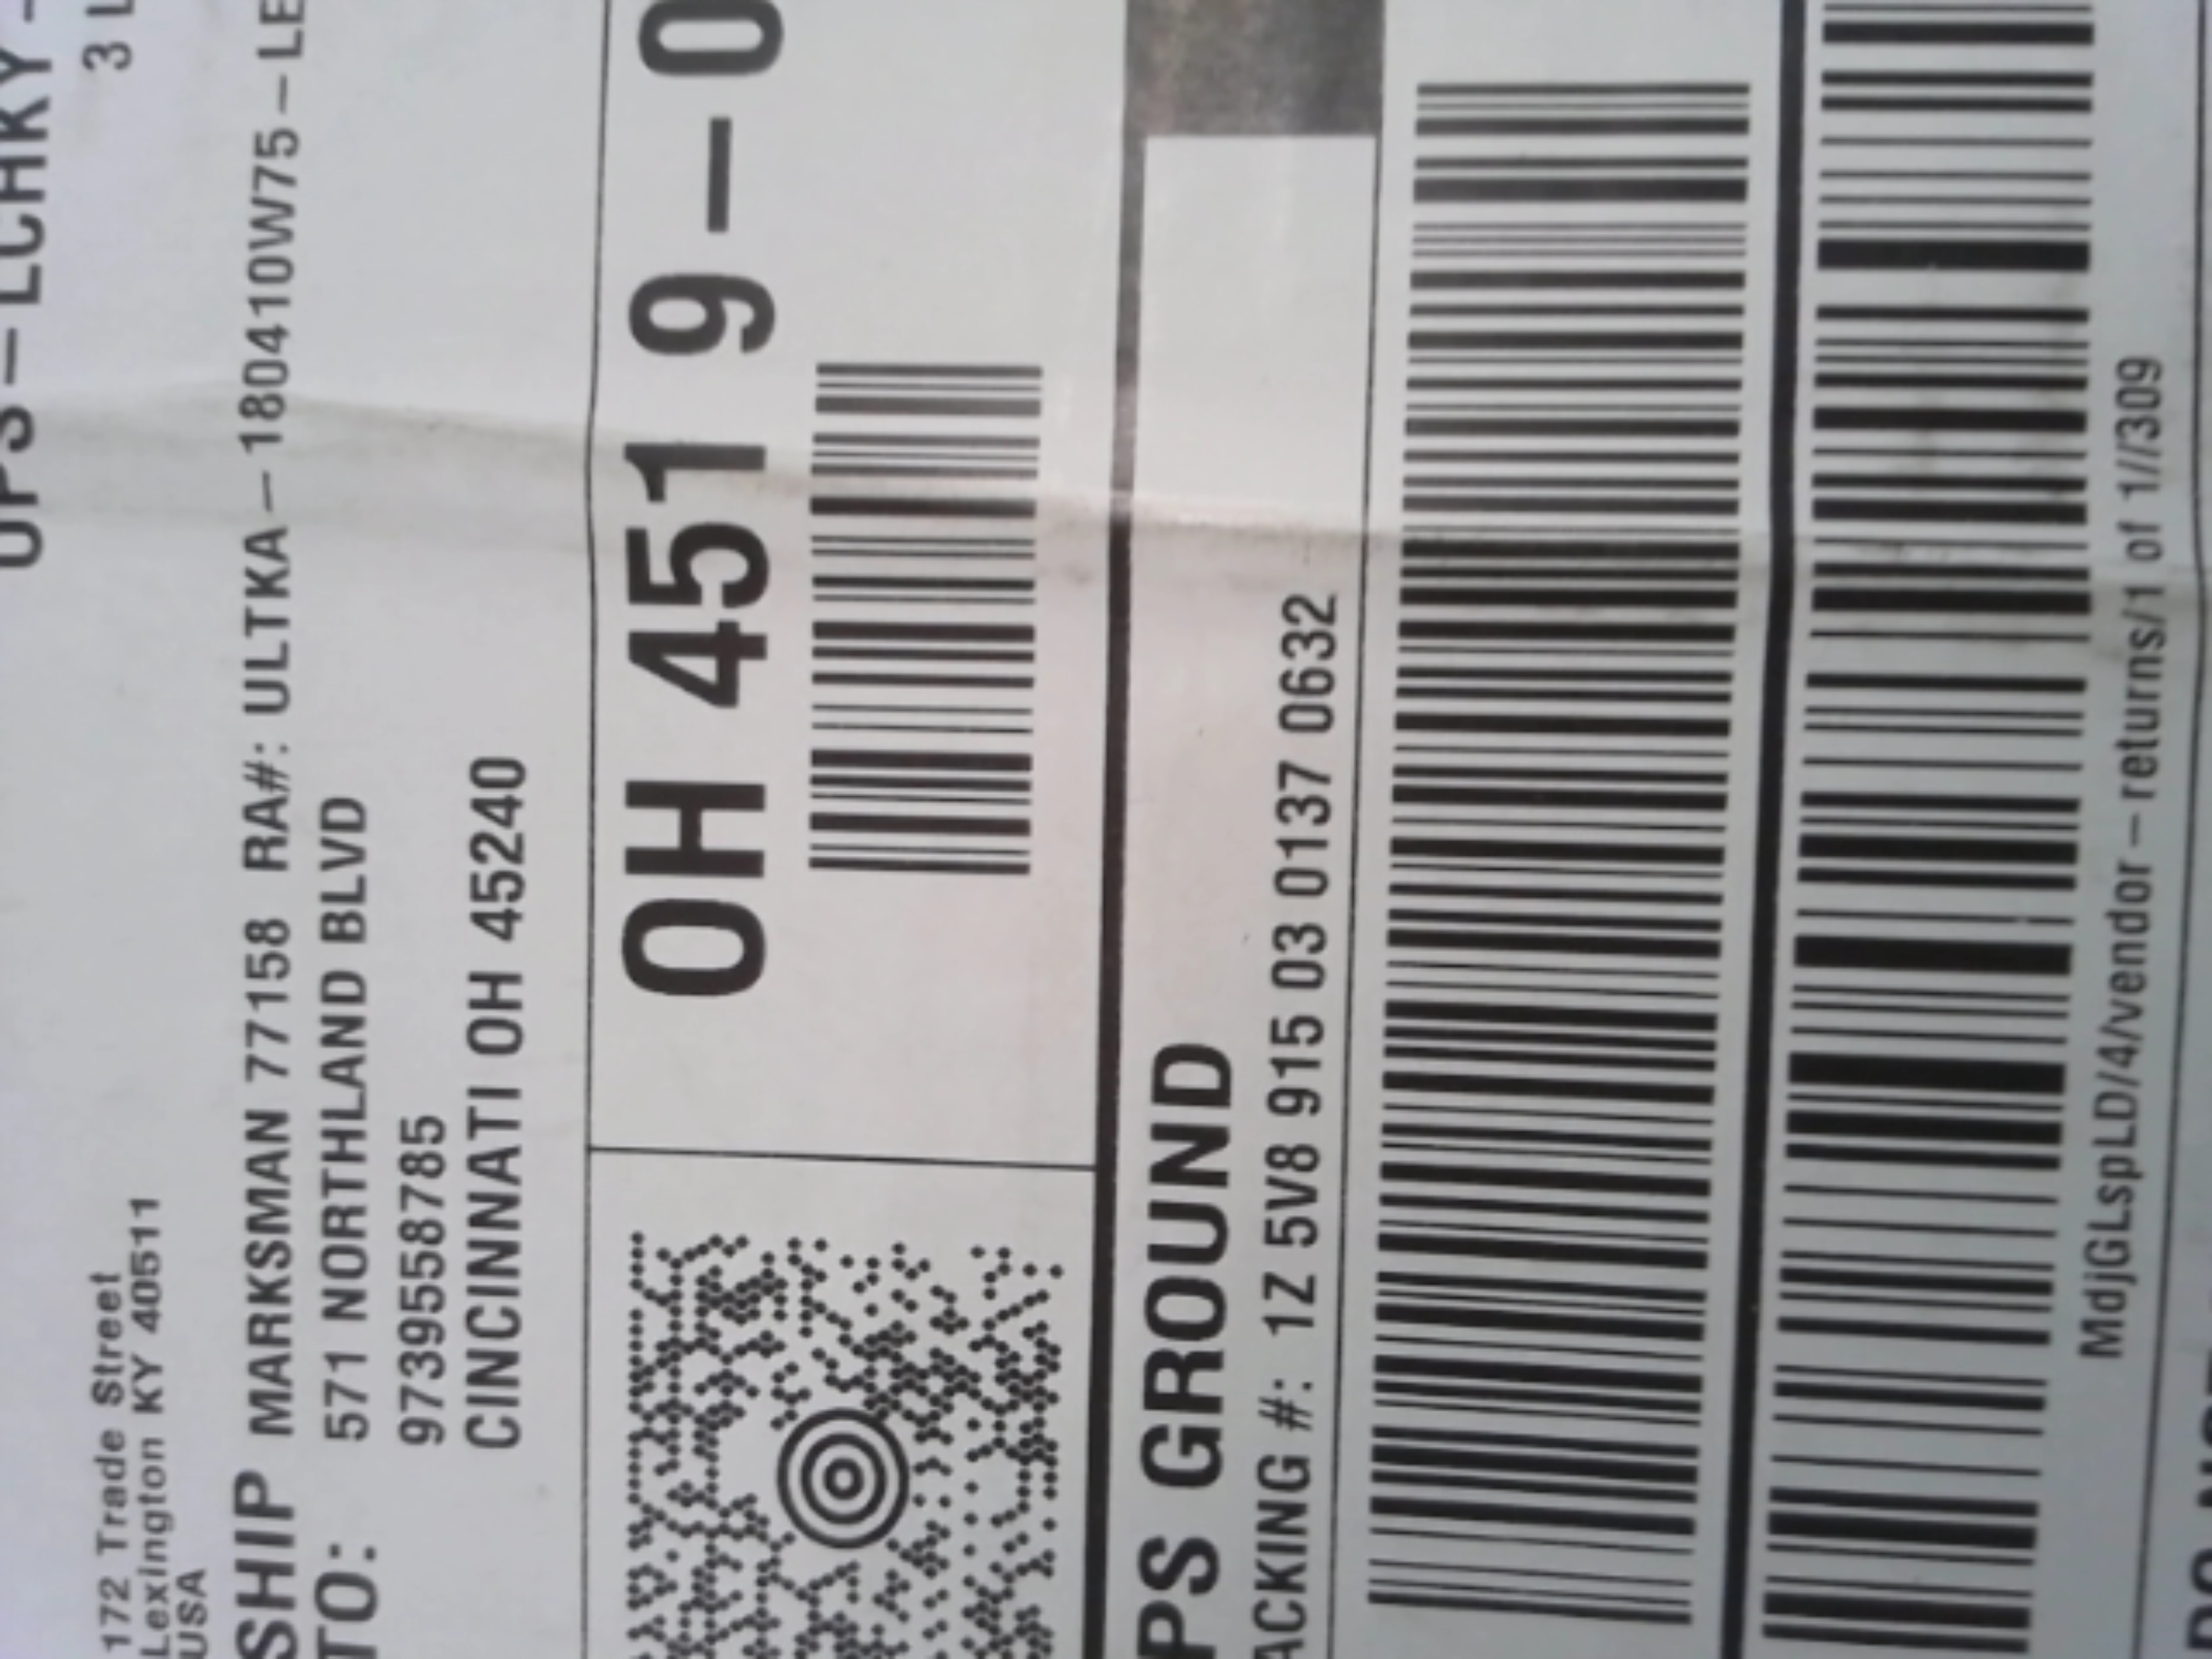 UPS-LCHKY-
3 L
172 Trade Street
Lexington KY 40511
USA
SHIP
TO:
MARKSMAN 77158 RA#: ULTKA-180410W75-LE
571 NORTHLAND BLVD
9739558785
CINCINNATI OH 45240
OH 451 9-0
PS GROUND
ACKING #: 1Z 5V8 915 03 0137 0632
MdjGLspLD/4/vendor-returns/1 of 1//309